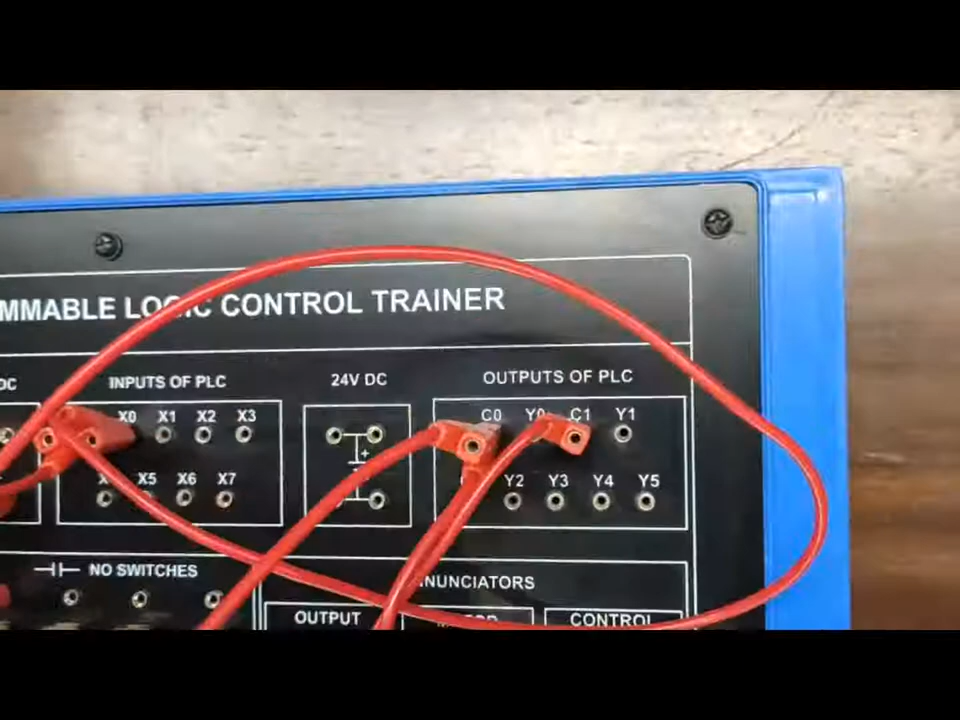 MMABLE LOGIC CONTROL TRAINER
DC
INPUTS OF PLC
24V DC
OUTPUTS OF PLC
X0 X1 X2 X3
C0 Y0 C1 Y1
+
X5 X6 X7
Y2 Y3 Y4 Y5
NO SWITCHES
NUNCIATORS
OUTPUT
CONTROL